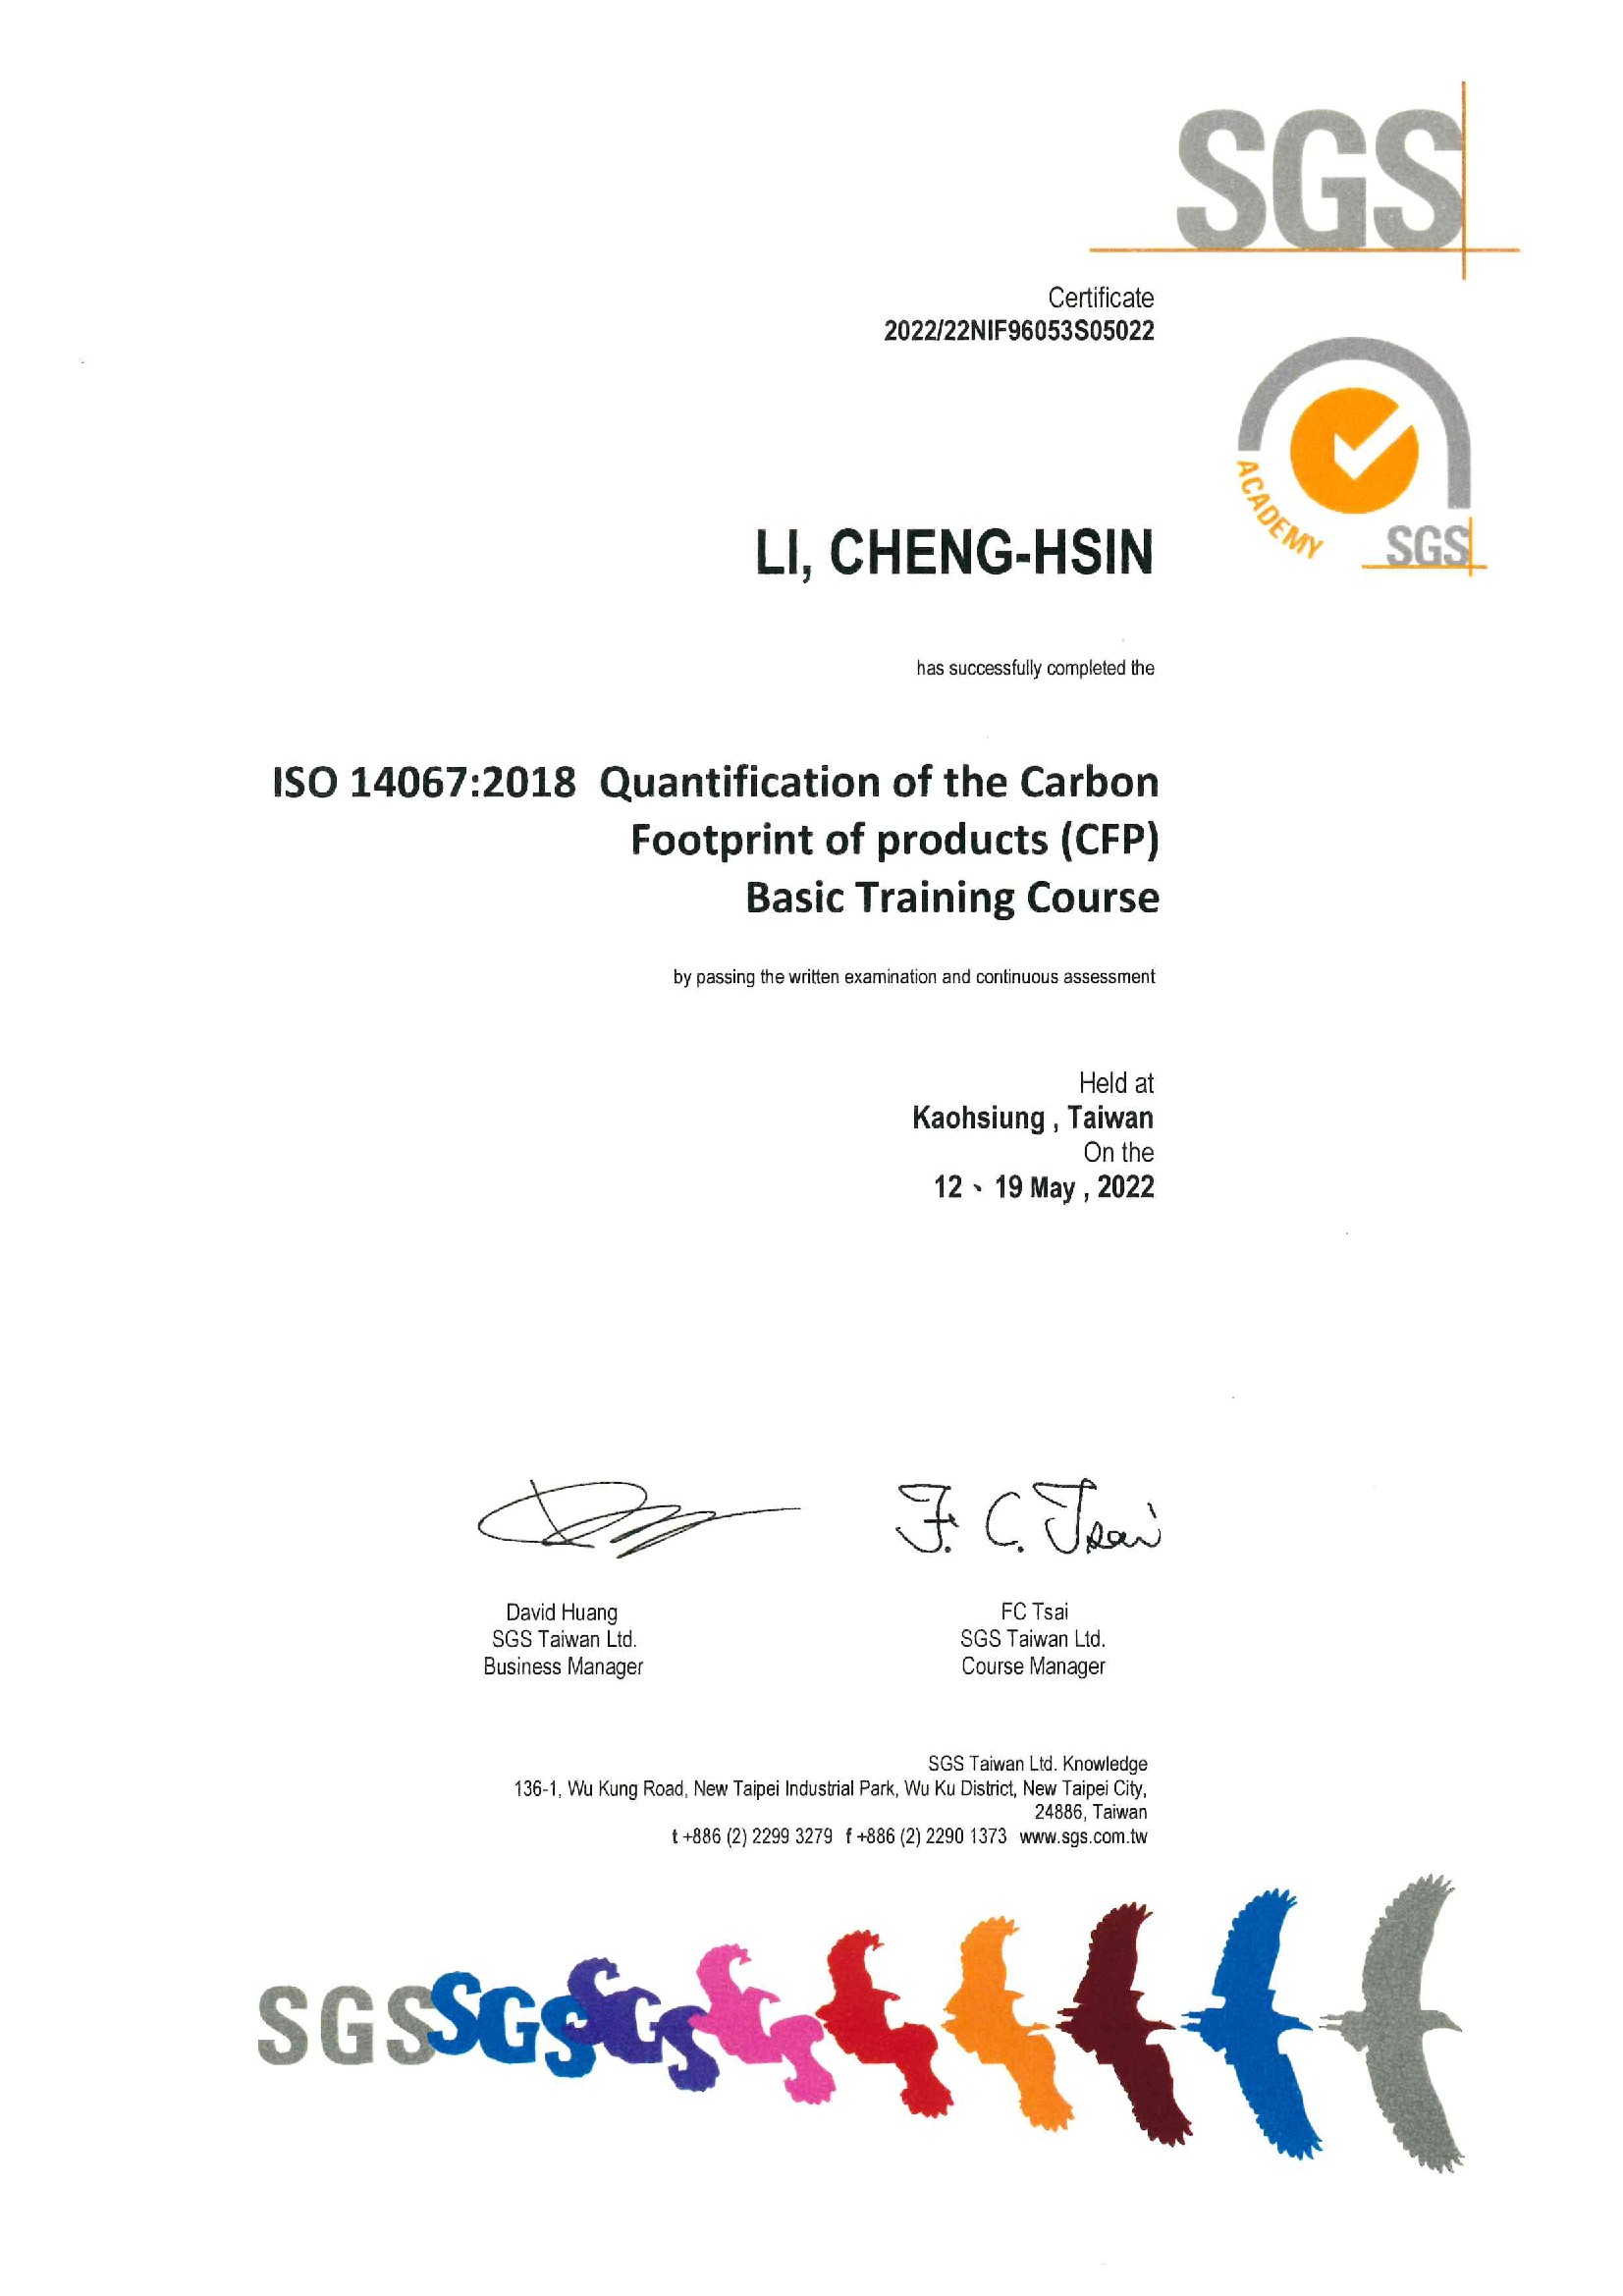 SGS
Certificate
2022/22NIF96053S05022
ACADEMY
SGS
LI, CHENG-HSIN
has successfully completed the
ISO 14067:2018 Quantification of the Carbon
Footprint of products (CFP)
Basic Training Course
by passing the written examination and continuous assessment
Held at
Kaohsiung , Taiwan
On the
12、19 May , 2022
F. C. Tsai
David Huang
SGS Taiwan Ltd.
Business Manager
FC Tsai
SGS Taiwan Ltd.
Course Manager
SGS Taiwan Ltd. Knowledge
136-1, Wu Kung Road, New Taipei Industrial Park, Wu Ku District, New Taipei City,
24886, Taiwan
t +886 (2) 2299 3279 f +886 (2) 2290 1373 www.sgs.com.tw
SGS SGS SGS